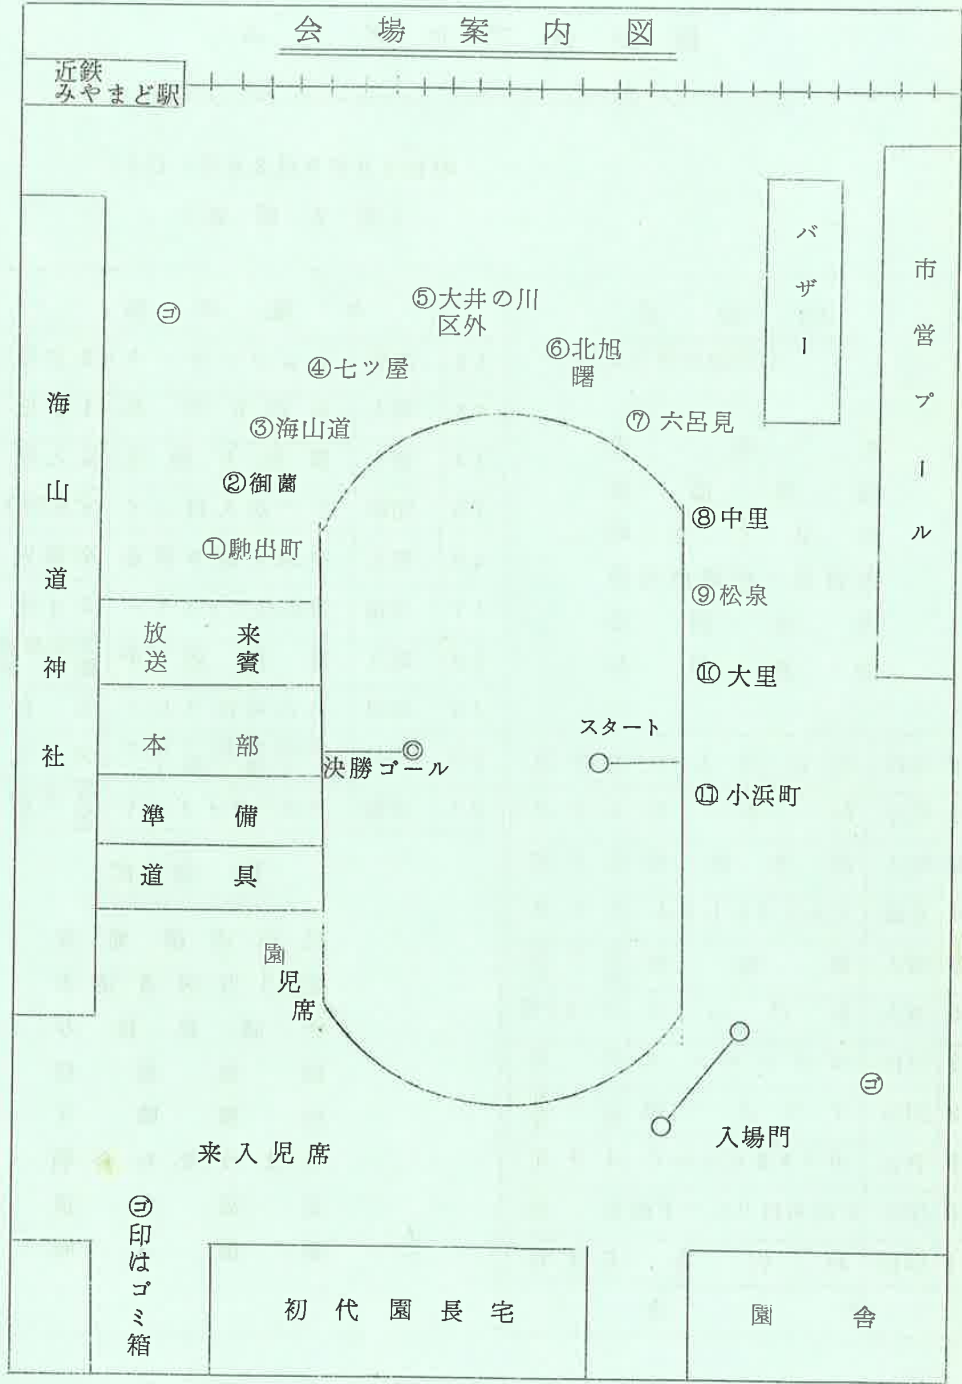 会場案内図
近鉄
みやまど駅
バザー
市営プール
㋙
⑤大井の川
区外
⑥北旭
曙
④七ツ屋
⑦六呂見
③海山道
②御薗
①馳出町
⑧中里
⑨松泉
⑩大里
⑪小浜町
海山道神社
放送
来賓
本部
準備
道具
決勝ゴール
スタート
園児席
㋙
入場門
来入児席
㋙印はゴミ箱
初代園長宅
園舎